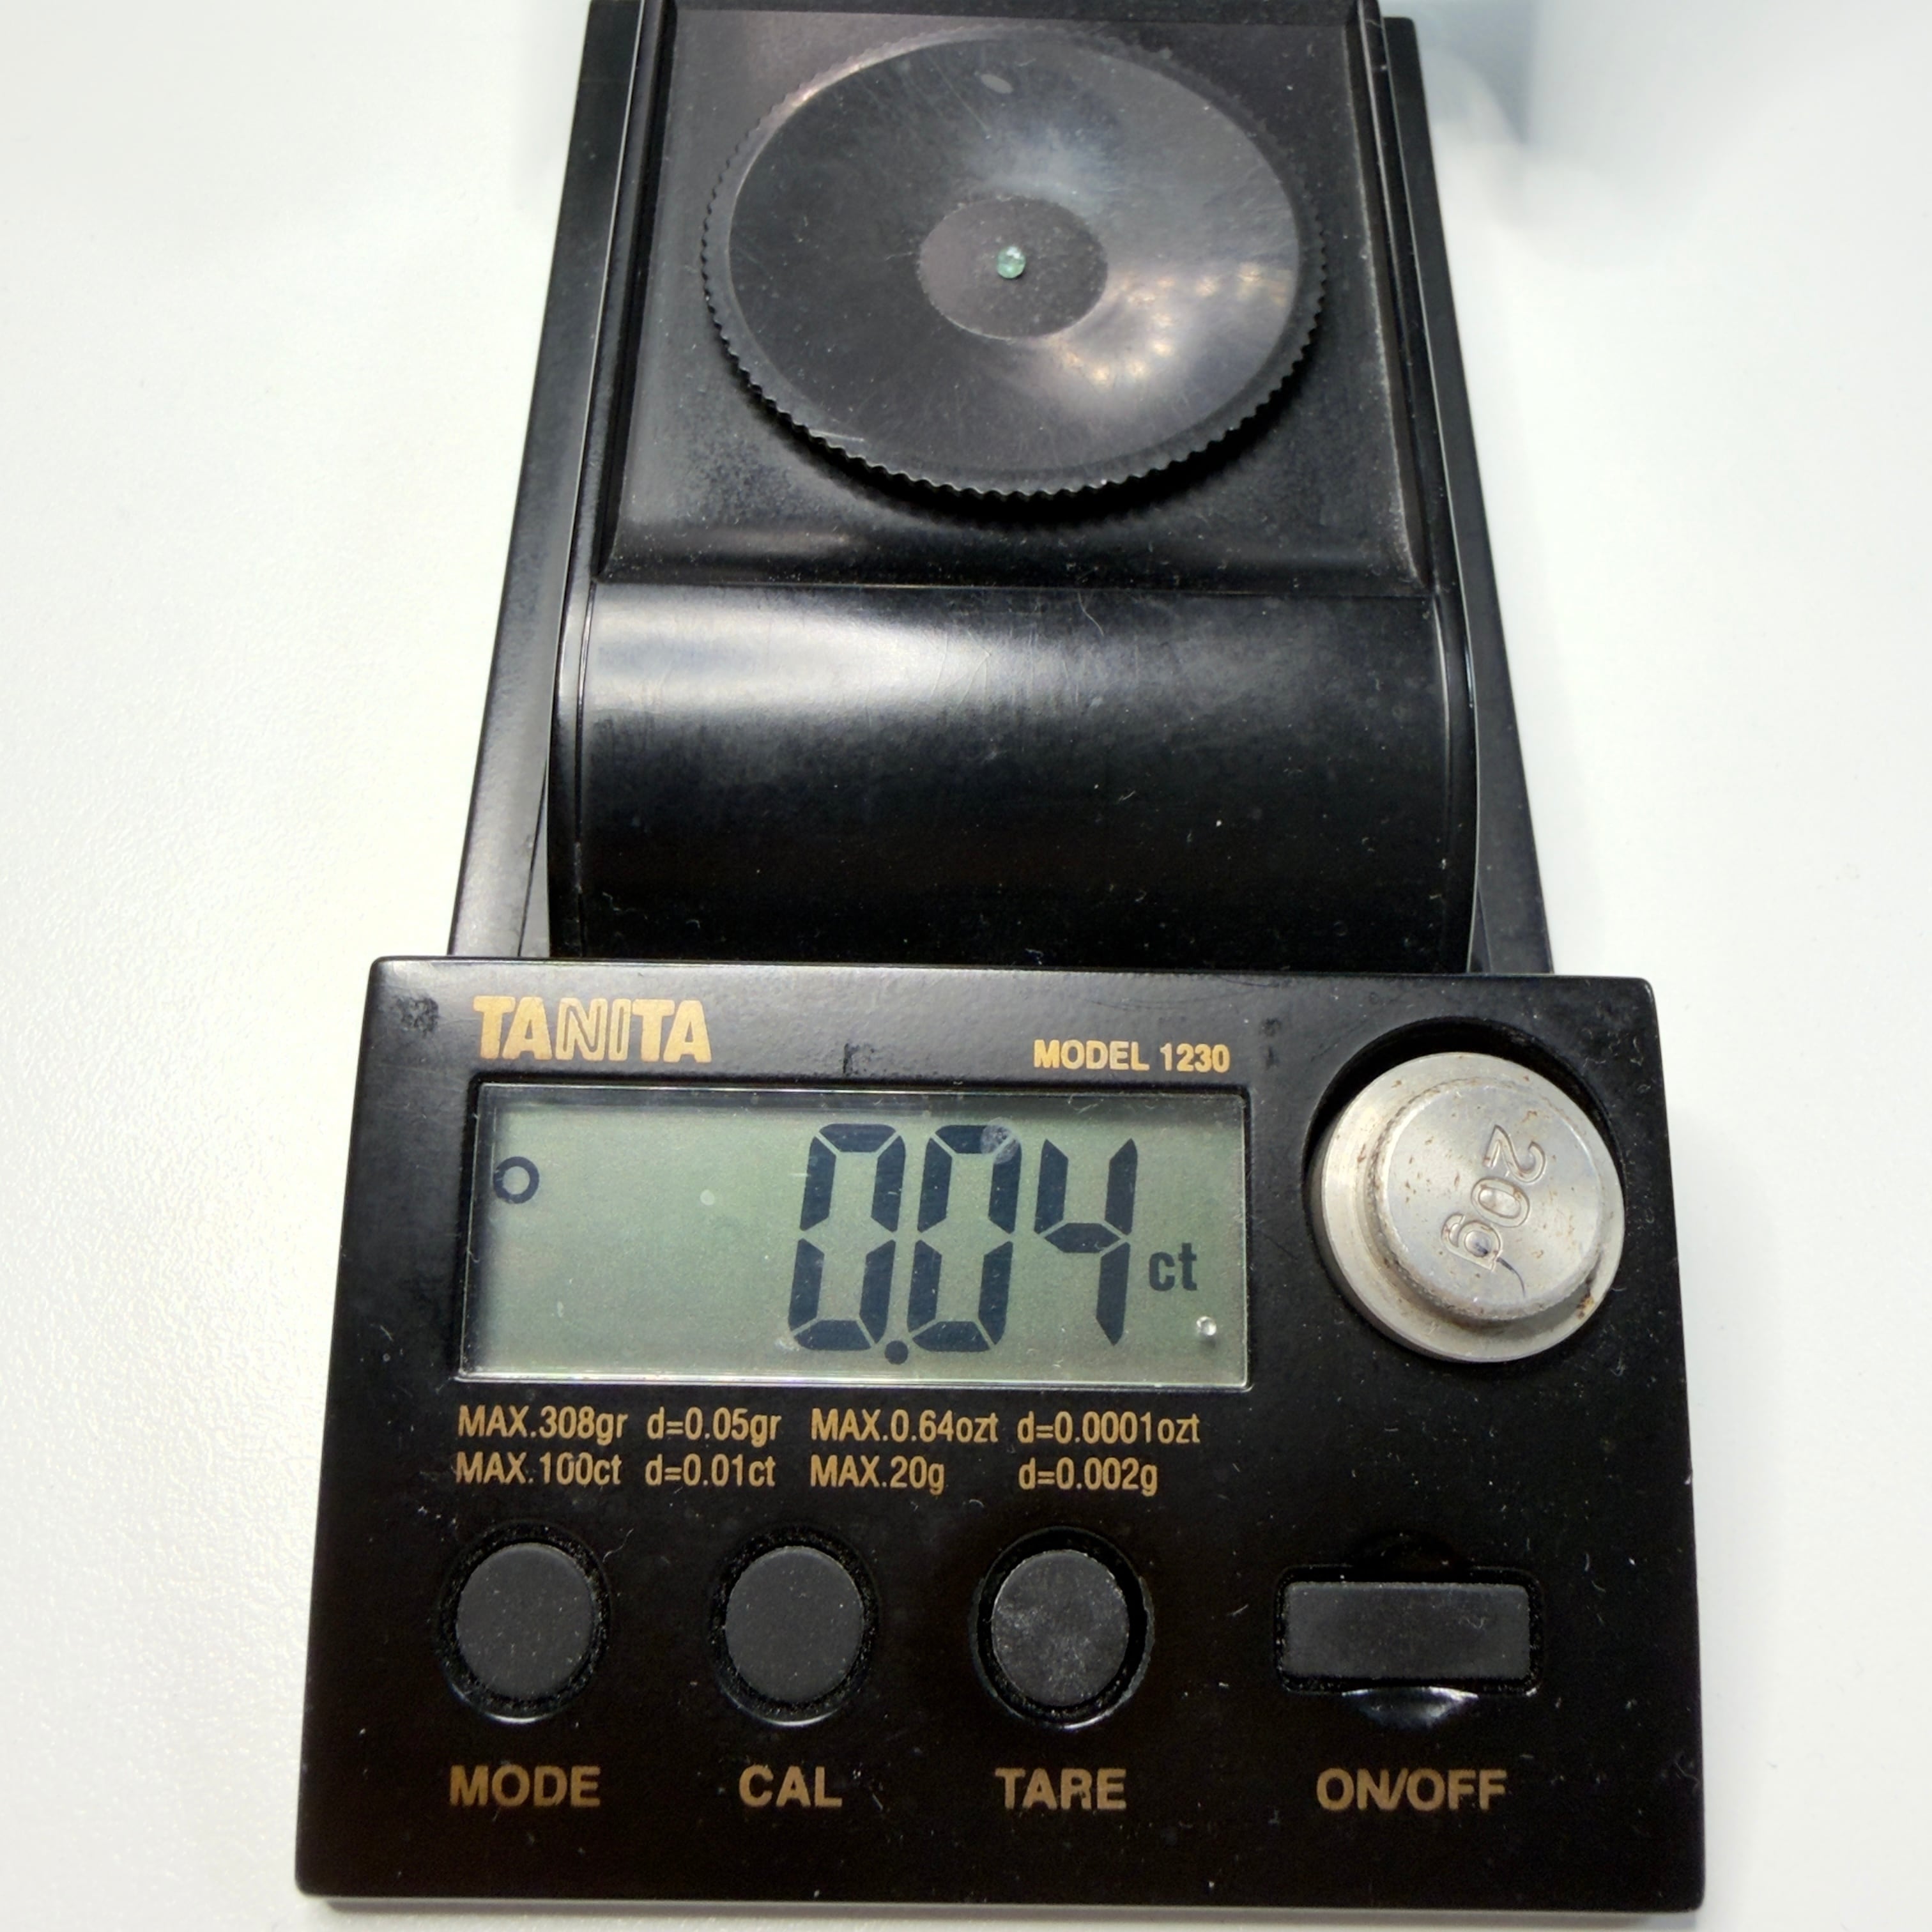 TANITA
MODEL 1230
0.04 ct
20g
MAX.308gr d=0.05gr MAX.0.64ozt d=0.0001ozt
MAX.100ct d=0.01ct MAX.20g d=0.002g
MODE CAL TARE ON/OFF